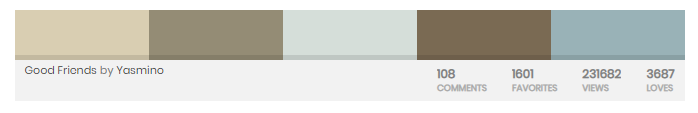 Good Friends by Yasmino
108 1601 231682 3687
COMMENTS FAVORITES VIEWS LOVES